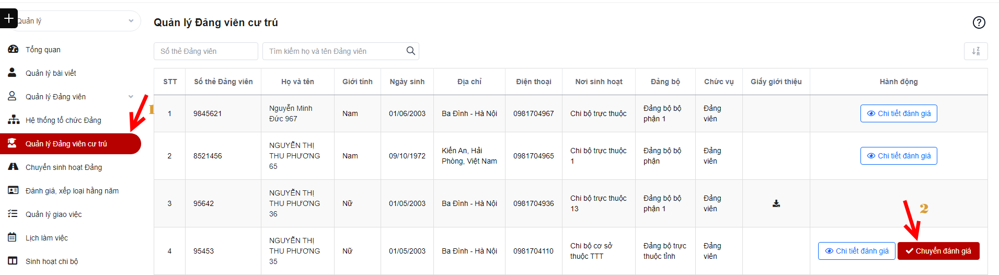 Quản lý
Tổng quan
Quản lý bài viết
Quản lý Đảng viên
Hệ thống tổ chức Đảng
Quản lý Đảng viên cư trú
Chuyển sinh hoạt Đảng
Đánh giá, xếp loại hằng năm
Quản lý giao việc
Lịch làm việc
Sinh hoạt chi bộ
1
Quản lý Đảng viên cư trú
Số thẻ Đảng viên
Tìm kiếm họ và tên Đảng viên
STT Số thẻ Đảng viên Họ và tên Giới tính Ngày sinh Địa chỉ Điện thoại Nơi sinh hoạt Đảng bộ Chức vụ Giấy giới thiệu Hành động
1 9845621 Nguyễn Minh Đức 967 Nam 01/06/2003 Ba Đình - Hà Nội 0981704967 Chi bộ trực thuộc Đảng bộ bộ phận 1 Đảng viên Chi tiết đánh giá
2 8521456 NGUYỄN THỊ THU PHƯƠNG 65 Nam 09/10/1972 Kiến An, Hải Phòng, Việt Nam 0981704965 Chi bộ trực thuộc 1 Đảng bộ bộ phận Đảng viên Chi tiết đánh giá
3 95642 NGUYỄN THỊ THU PHƯƠNG 36 Nữ 01/05/2003 Ba Đình - Hà Nội 0981704936 Chi bộ trực thuộc 13 Đảng bộ bộ phận 1 Đảng viên
2
4 95453 NGUYỄN THỊ THU PHƯƠNG 35 Nữ 01/05/2003 Ba Đình - Hà Nội 0981704110 Chi bộ cơ sở thuộc TTT Đảng bộ trực thuộc tỉnh Đảng viên Chi tiết đánh giá Chuyển đánh giá